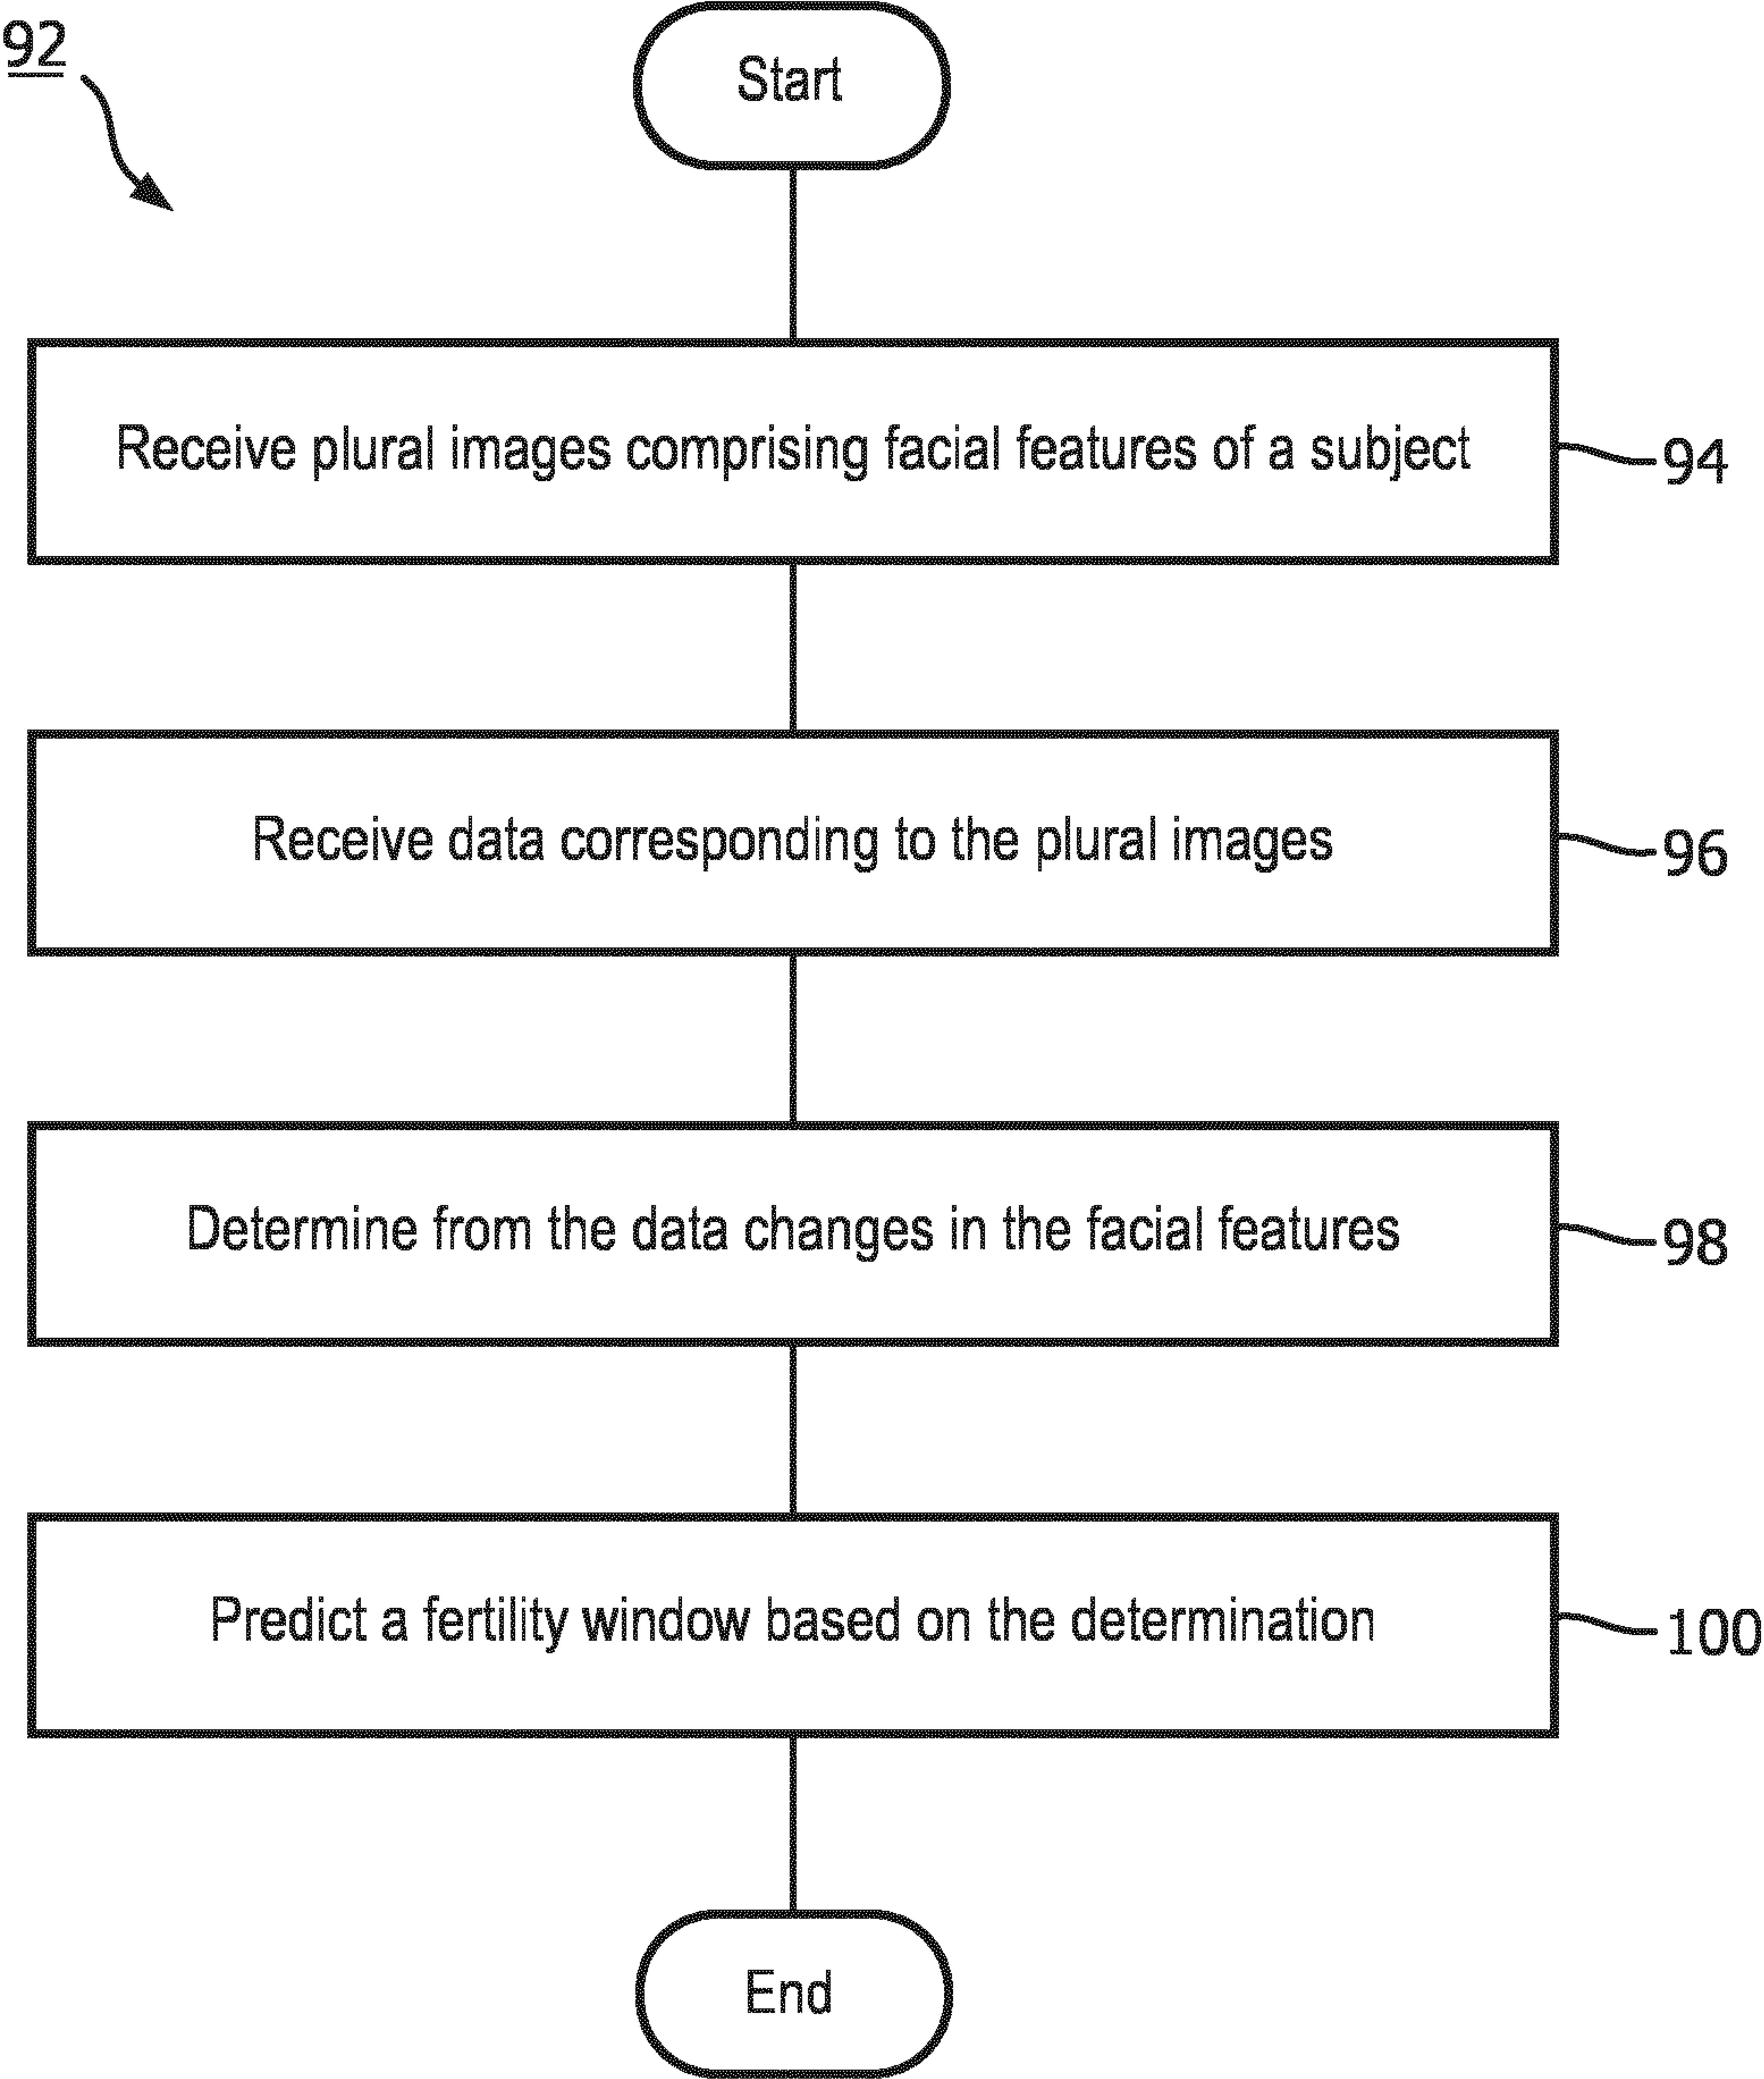 92
Start
Receive plural images comprising facial features of a subject
94
Receive data corresponding to the plural images
96
Determine from the data changes in the facial features
98
Predict a fertility window based on the determination
100
End